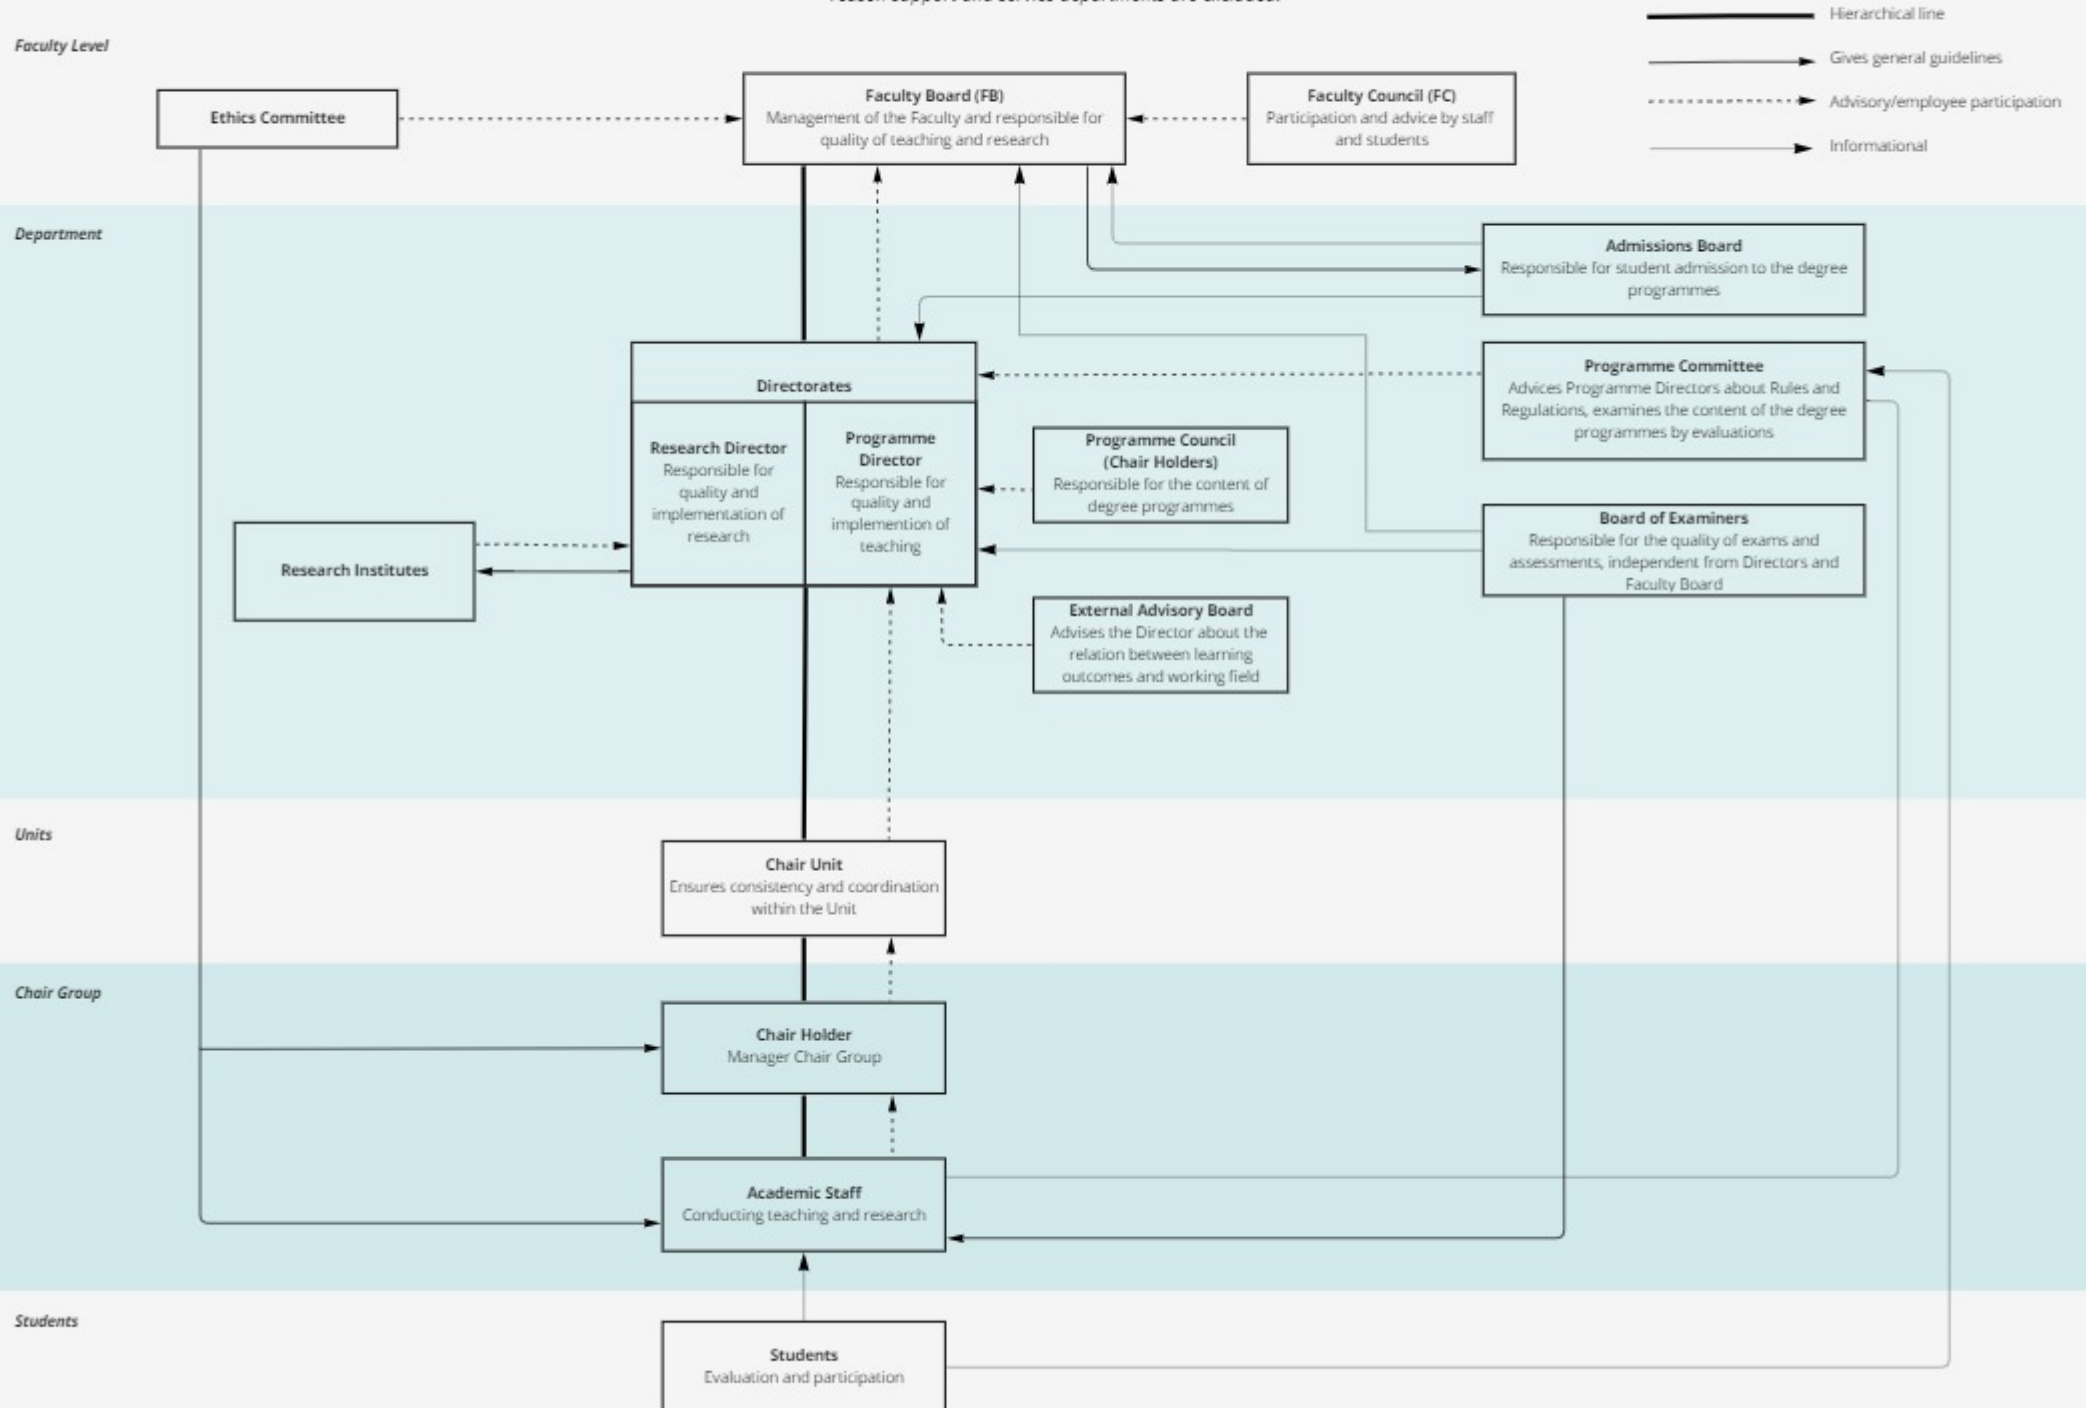 Hierarchical line
Faculty Level
Gives general guidelines
Advisory/employee participation
Informational
Ethics Committee
Faculty Board (FB)
Management of the Faculty and responsible for
quality of teaching and research
Faculty Council (FC)
Participation and advice by staff
and students
Department
Admissions Board
Responsible for student admission to the degree
programmes
Directorates
Programme Committee
Advices Programme Directors about Rules and
Regulations, examines the content of the degree
programmes by evaluations
Research Director
Responsible for
quality and
implementation of
research
Programme
Director
Responsible for
quality and
implemention of
teaching
Programme Council
(Chair Holders)
Responsible for the content of
degree programmes
Board of Examiners
Responsible for the quality of exams and
assessments, independent from Directors and
Faculty Board
Research Institutes
External Advisory Board
Advises the Director about the
relation between learning
outcomes and working field
Units
Chair Unit
Ensures consistency and coordination
within the Unit
Chair Group
Chair Holder
Manager Chair Group
Academic Staff
Conducting teaching and research
Students
Students
Evaluation and participation